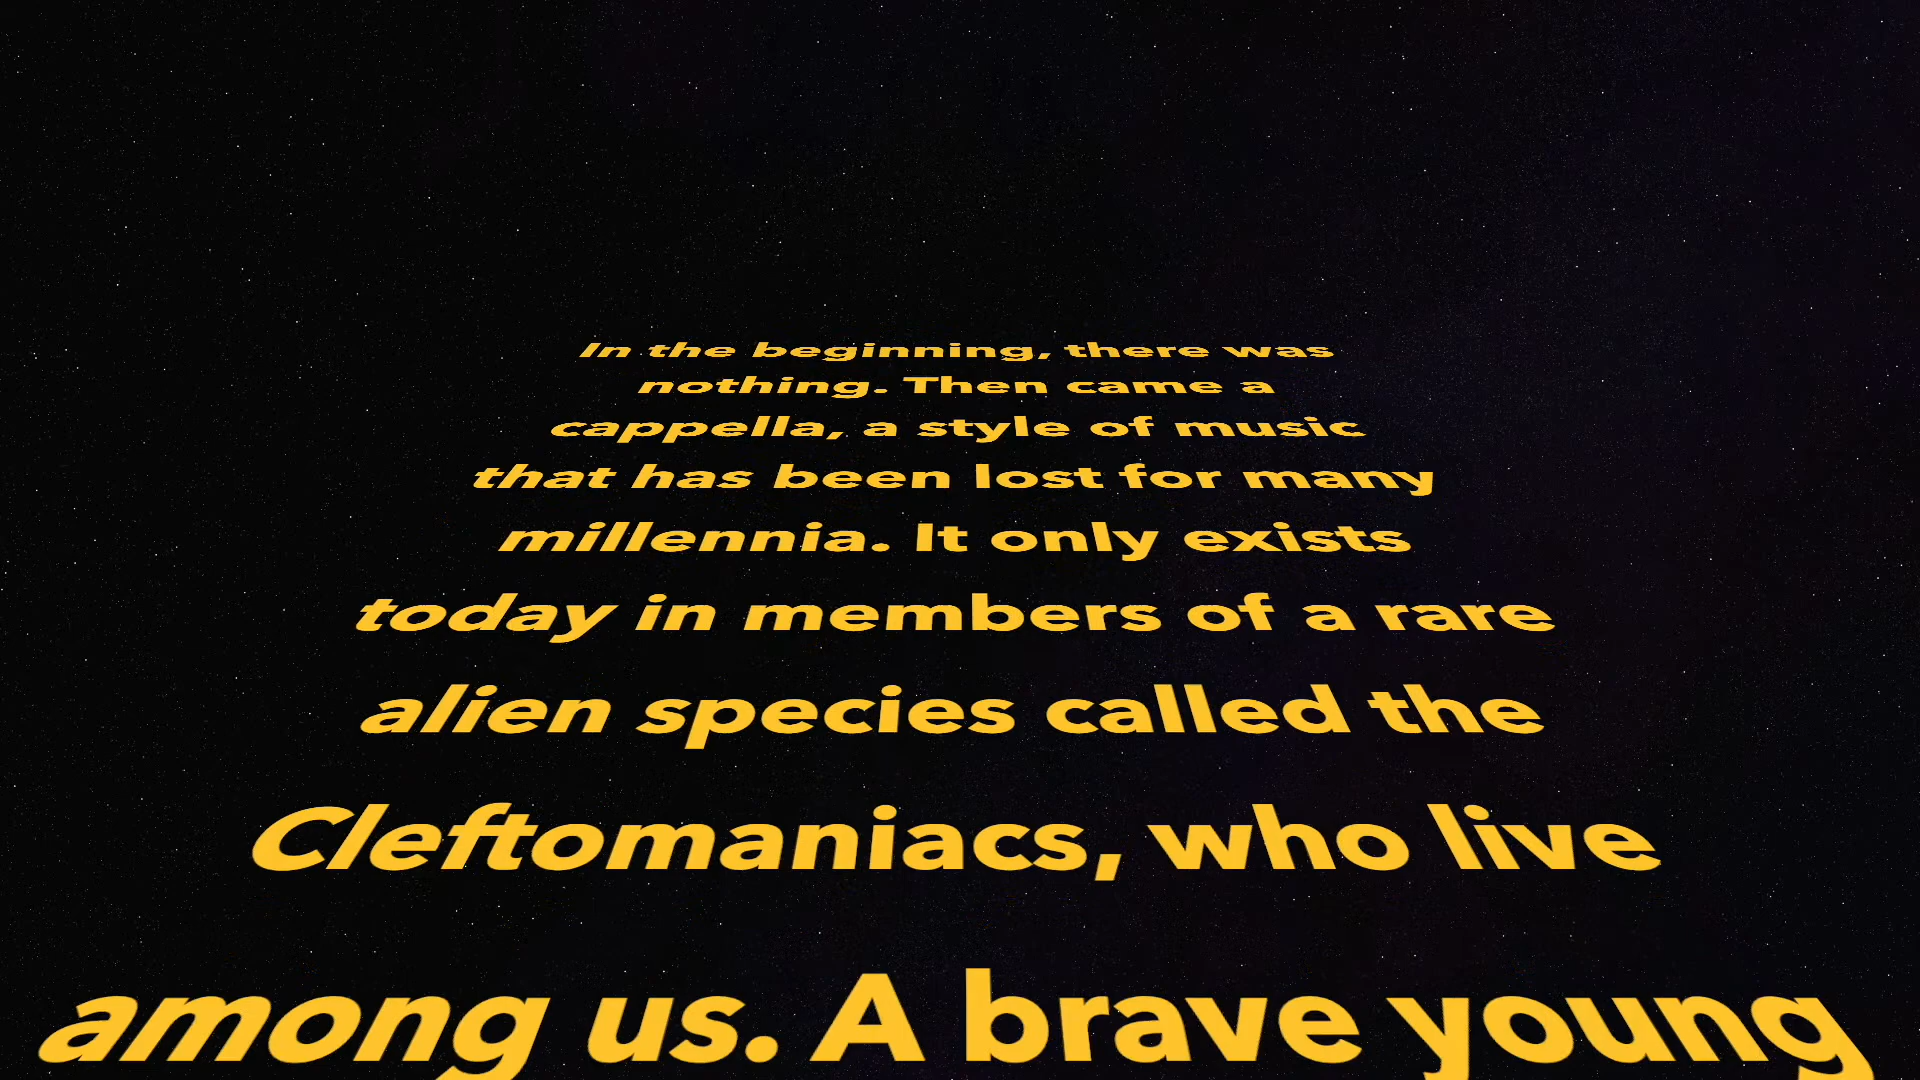 In the beginning, there was
nothing. Then came a
cappella, a style of music
that has been lost for many
millennia. It only exists
today in members of a rare
alien species called the
Cleftomaniacs, who live
among us. A brave young